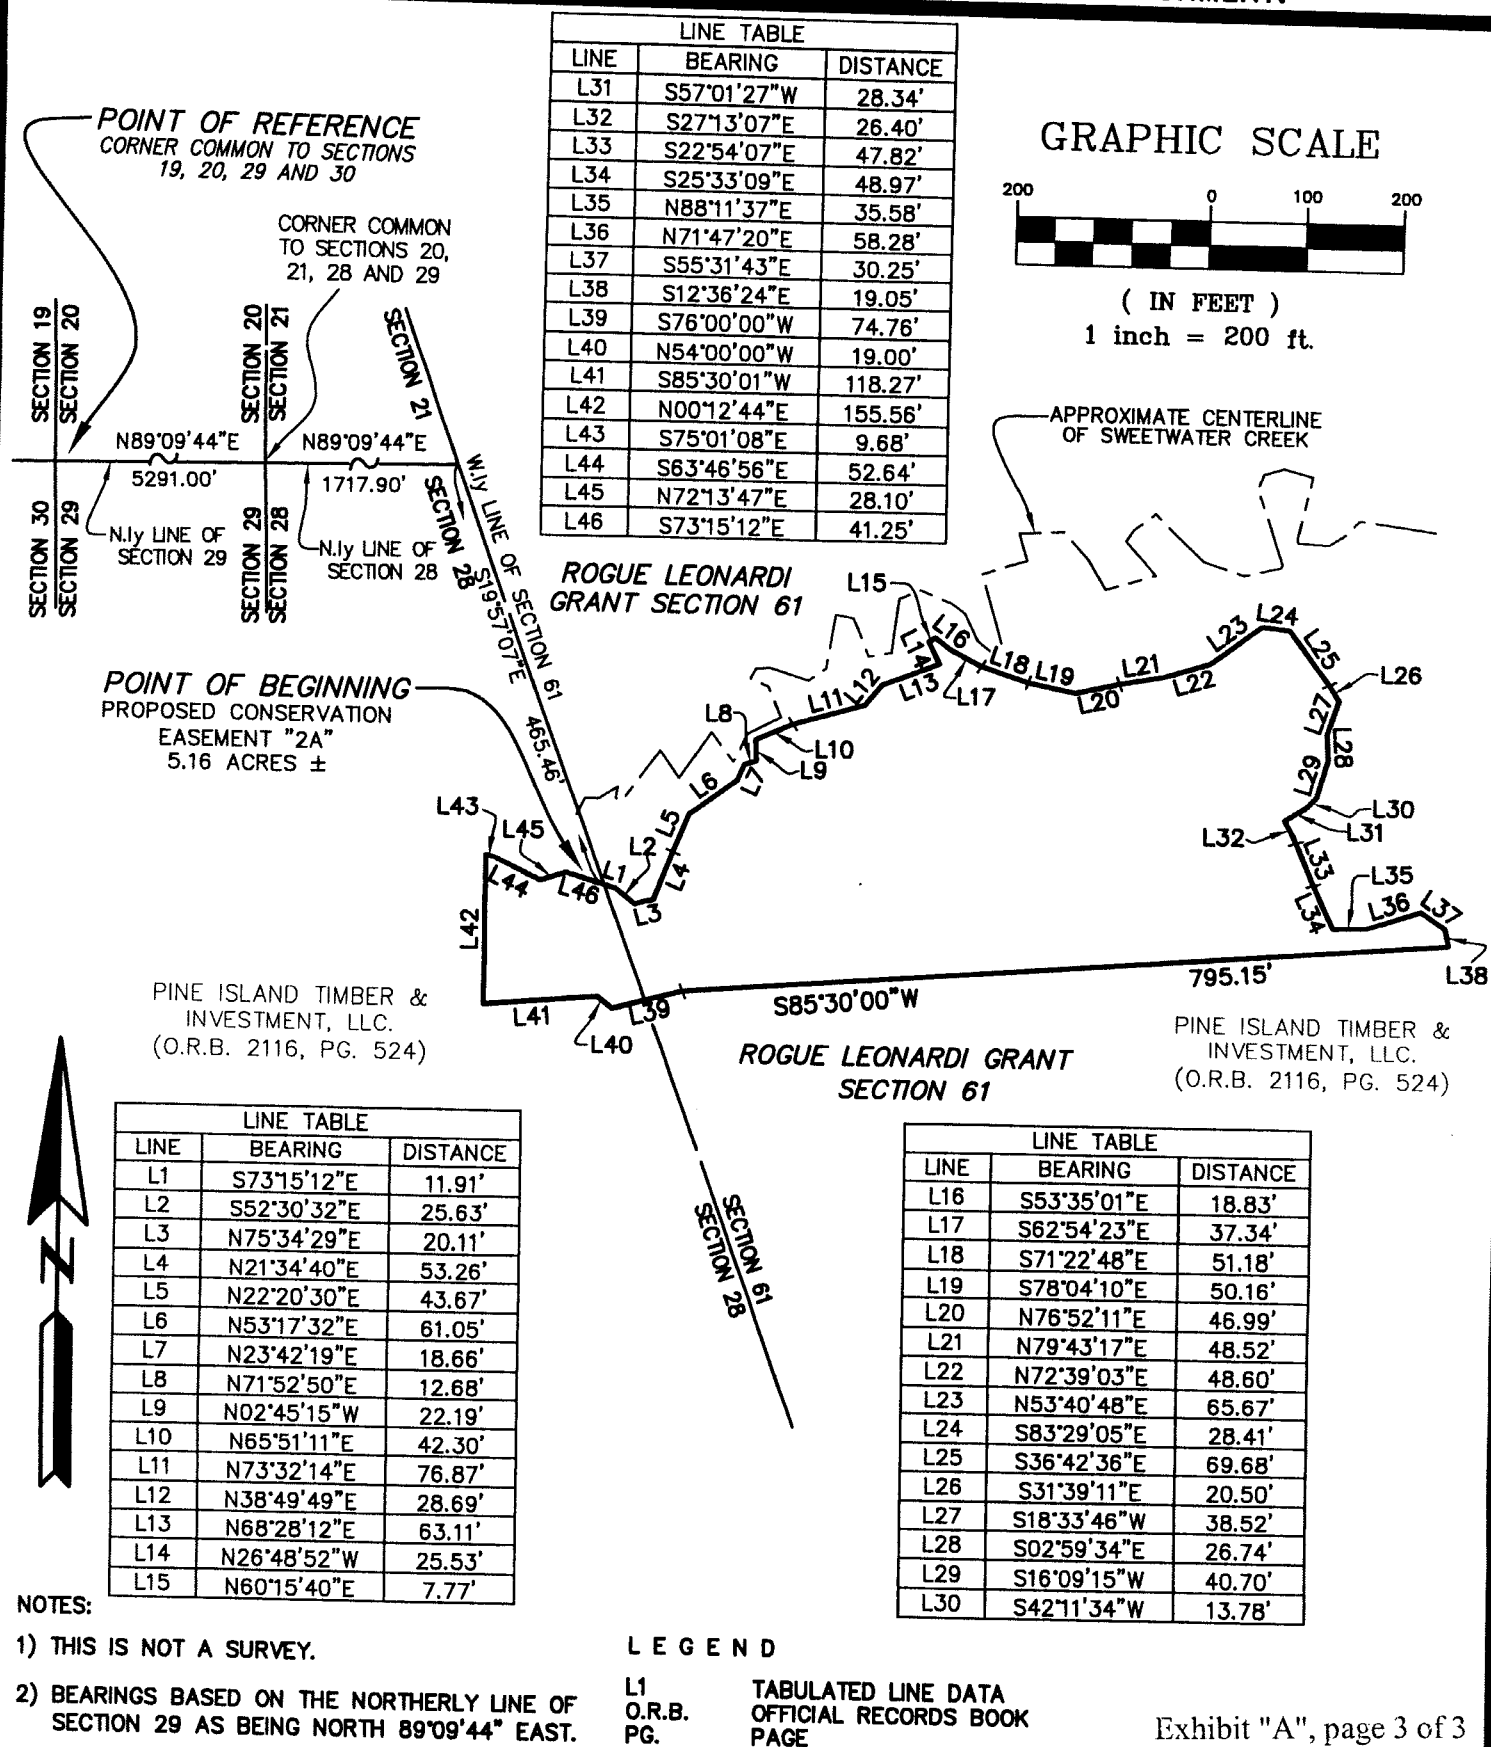 LINE TABLE
LINE BEARING DISTANCE
L31 S57°01'27"W 28.34'
L32 S27°13'07"E 26.40'
L33 S22°54'07"E 47.82'
L34 S25°33'09"E 48.97'
L35 N88°11'37"E 35.58'
L36 N71°47'20"E 58.28'
L37 S55°31'43"E 30.25'
L38 S12°36'24"E 19.05'
L39 S76°00'00"W 74.76'
L40 N54°00'00"W 19.00'
L41 S85°30'01"W 118.27'
L42 N00°12'44"E 155.56'
L43 S75°01'08"E 9.68'
L44 S63°46'56"E 52.64'
L45 N72°13'47"E 28.10'
L46 S73°15'12"E 41.25'
POINT OF REFERENCE
CORNER COMMON TO SECTIONS
19, 20, 29 AND 30
CORNER COMMON
TO SECTIONS 20,
21, 28 AND 29
GRAPHIC SCALE
200 0 100 200
( IN FEET )
1 inch = 200 ft.
SECTION 19
SECTION 20
SECTION 20
SECTION 21
SECTION 21
N89°09'44"E
5291.00'
N89°09'44"E
1717.90'
SECTION 30
SECTION 29
SECTION 29
SECTION 28
SECTION 28
N.ly LINE OF
SECTION 29
N.ly LINE OF
SECTION 28
W.ly LINE OF SECTION 61
S19°57'07"E
465.46'
APPROXIMATE CENTERLINE
OF SWEETWATER CREEK
ROGUE LEONARDI
GRANT SECTION 61
POINT OF BEGINNING
PROPOSED CONSERVATION
EASEMENT "2A"
5.16 ACRES ±
L43
L45
L44
L46
L1
L2
L3
L4
L5
L6
L7
L8
L9
L10
L11
L12
L13
L14
L15
L16
L17
L18
L19
L20
L21
L22
L23
L24
L25
L26
L27
L28
L29
L30
L31
L32
L33
L34
L35
L36
L37
L38
L42
L41
L40
L39
S85°30'00"W
795.15'
PINE ISLAND TIMBER &
INVESTMENT, LLC.
(O.R.B. 2116, PG. 524)
ROGUE LEONARDI GRANT
SECTION 61
PINE ISLAND TIMBER &
INVESTMENT, LLC.
(O.R.B. 2116, PG. 524)
SECTION 61
SECTION 28
N
LINE TABLE
LINE BEARING DISTANCE
L1 S73°15'12"E 11.91'
L2 S52°30'32"E 25.63'
L3 N75°34'29"E 20.11'
L4 N21°34'40"E 53.26'
L5 N22°20'30"E 43.67'
L6 N53°17'32"E 61.05'
L7 N23°42'19"E 18.66'
L8 N71°52'50"E 12.68'
L9 N02°45'15"W 22.19'
L10 N65°51'11"E 42.30'
L11 N73°32'14"E 76.87'
L12 N38°49'49"E 28.69'
L13 N68°28'12"E 63.11'
L14 N26°48'52"W 25.53'
L15 N60°15'40"E 7.77'
LINE TABLE
LINE BEARING DISTANCE
L16 S53°35'01"E 18.83'
L17 S62°54'23"E 37.34'
L18 S71°22'48"E 51.18'
L19 S78°04'10"E 50.16'
L20 N76°52'11"E 46.99'
L21 N79°43'17"E 48.52'
L22 N72°39'03"E 48.60'
L23 N53°40'48"E 65.67'
L24 S83°29'05"E 28.41'
L25 S36°42'36"E 69.68'
L26 S31°39'11"E 20.50'
L27 S18°33'46"W 38.52'
L28 S02°59'34"E 26.74'
L29 S16°09'15"W 40.70'
L30 S42°11'34"W 13.78'
NOTES:
1) THIS IS NOT A SURVEY.
2) BEARINGS BASED ON THE NORTHERLY LINE OF
SECTION 29 AS BEING NORTH 89°09'44" EAST.
LEGEND
L1 TABULATED LINE DATA
O.R.B. OFFICIAL RECORDS BOOK
PG. PAGE
Exhibit "A", page 3 of 3